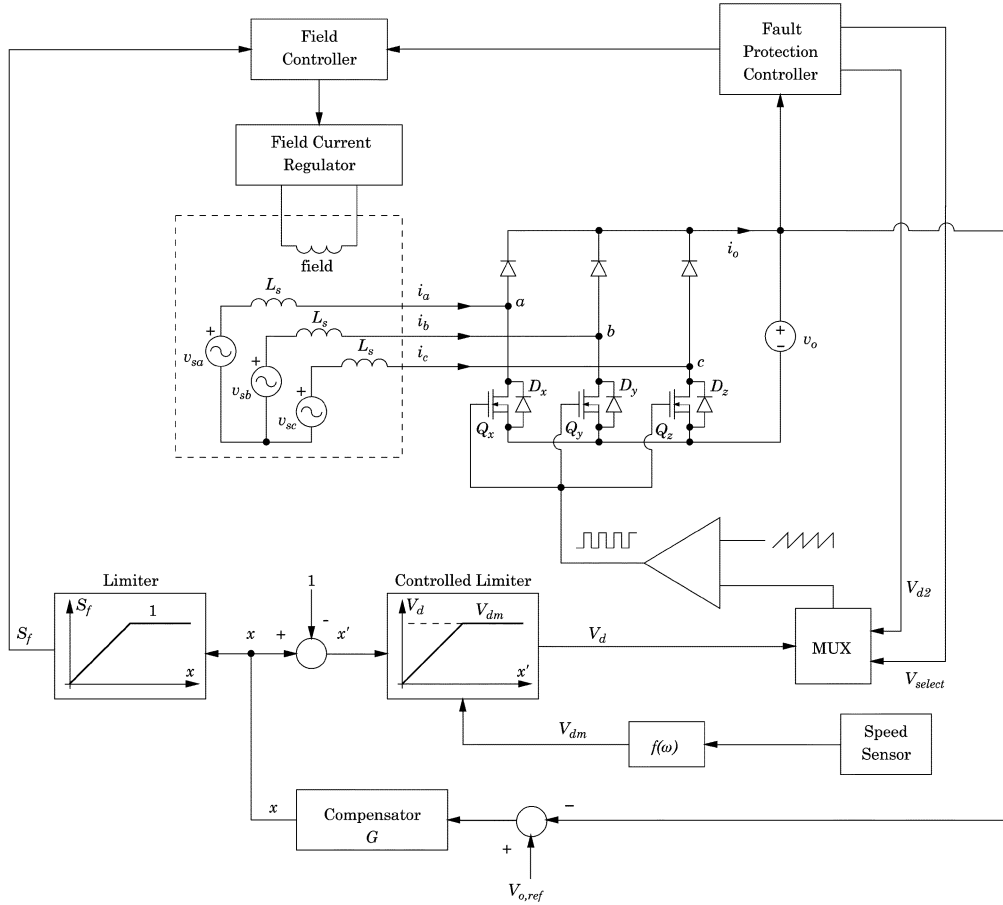 Field
Controller
Fault
Protection
Controller
Field Current
Regulator
field
i_o
L_s
i_a
a
L_s
i_b
b
v_sa
L_s
i_c
c
v_o
v_sb
v_sc
D_x
D_y
D_z
Q_x
Q_y
Q_z
Limiter
1
Controlled Limiter
V_d2
S_f
1
V_d
V_dm
S_f
x
+
-
x'
V_d
MUX
x
x'
V_select
V_dm
f(ω)
Speed
Sensor
x
Compensator
G
–
+
V_o,ref